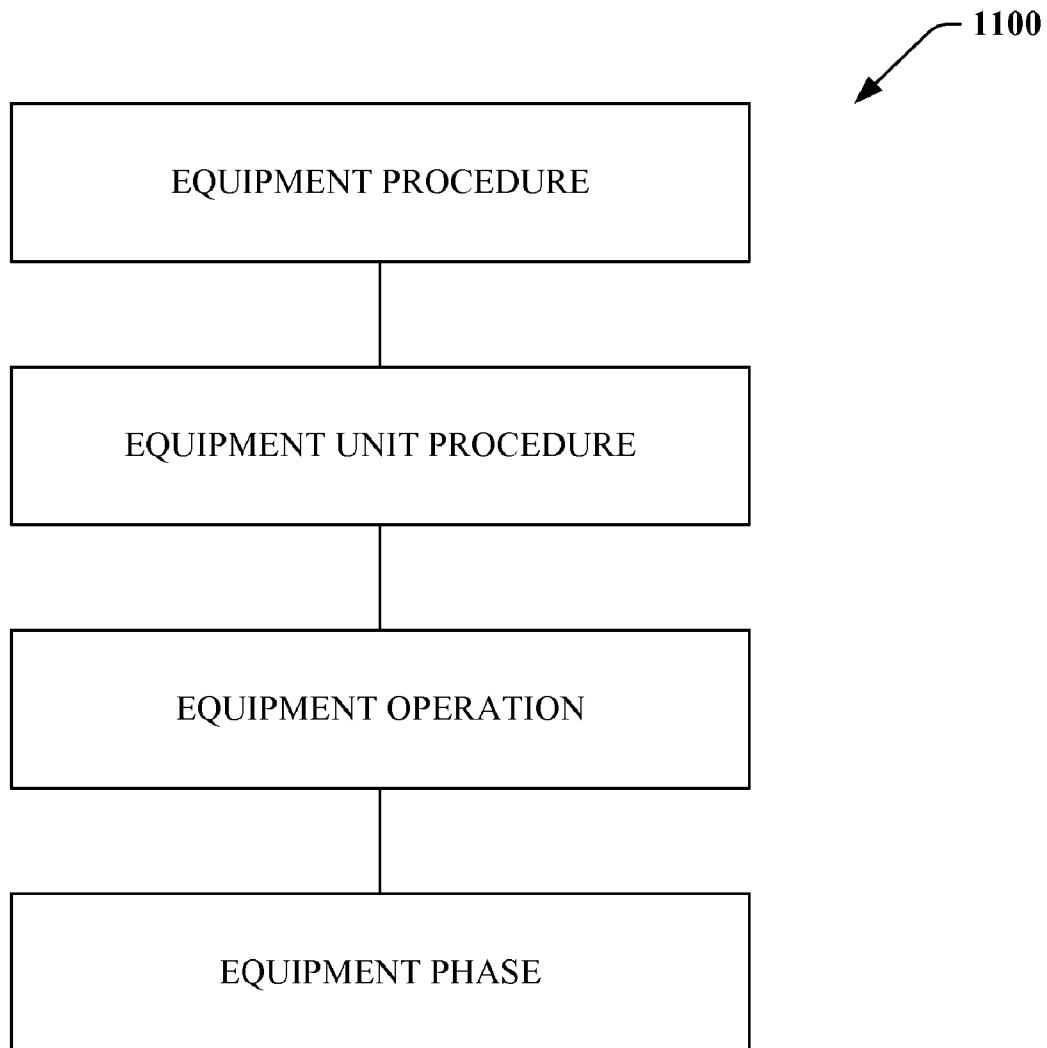 1100
EQUIPMENT PROCEDURE
EQUIPMENT UNIT PROCEDURE
EQUIPMENT OPERATION
EQUIPMENT PHASE